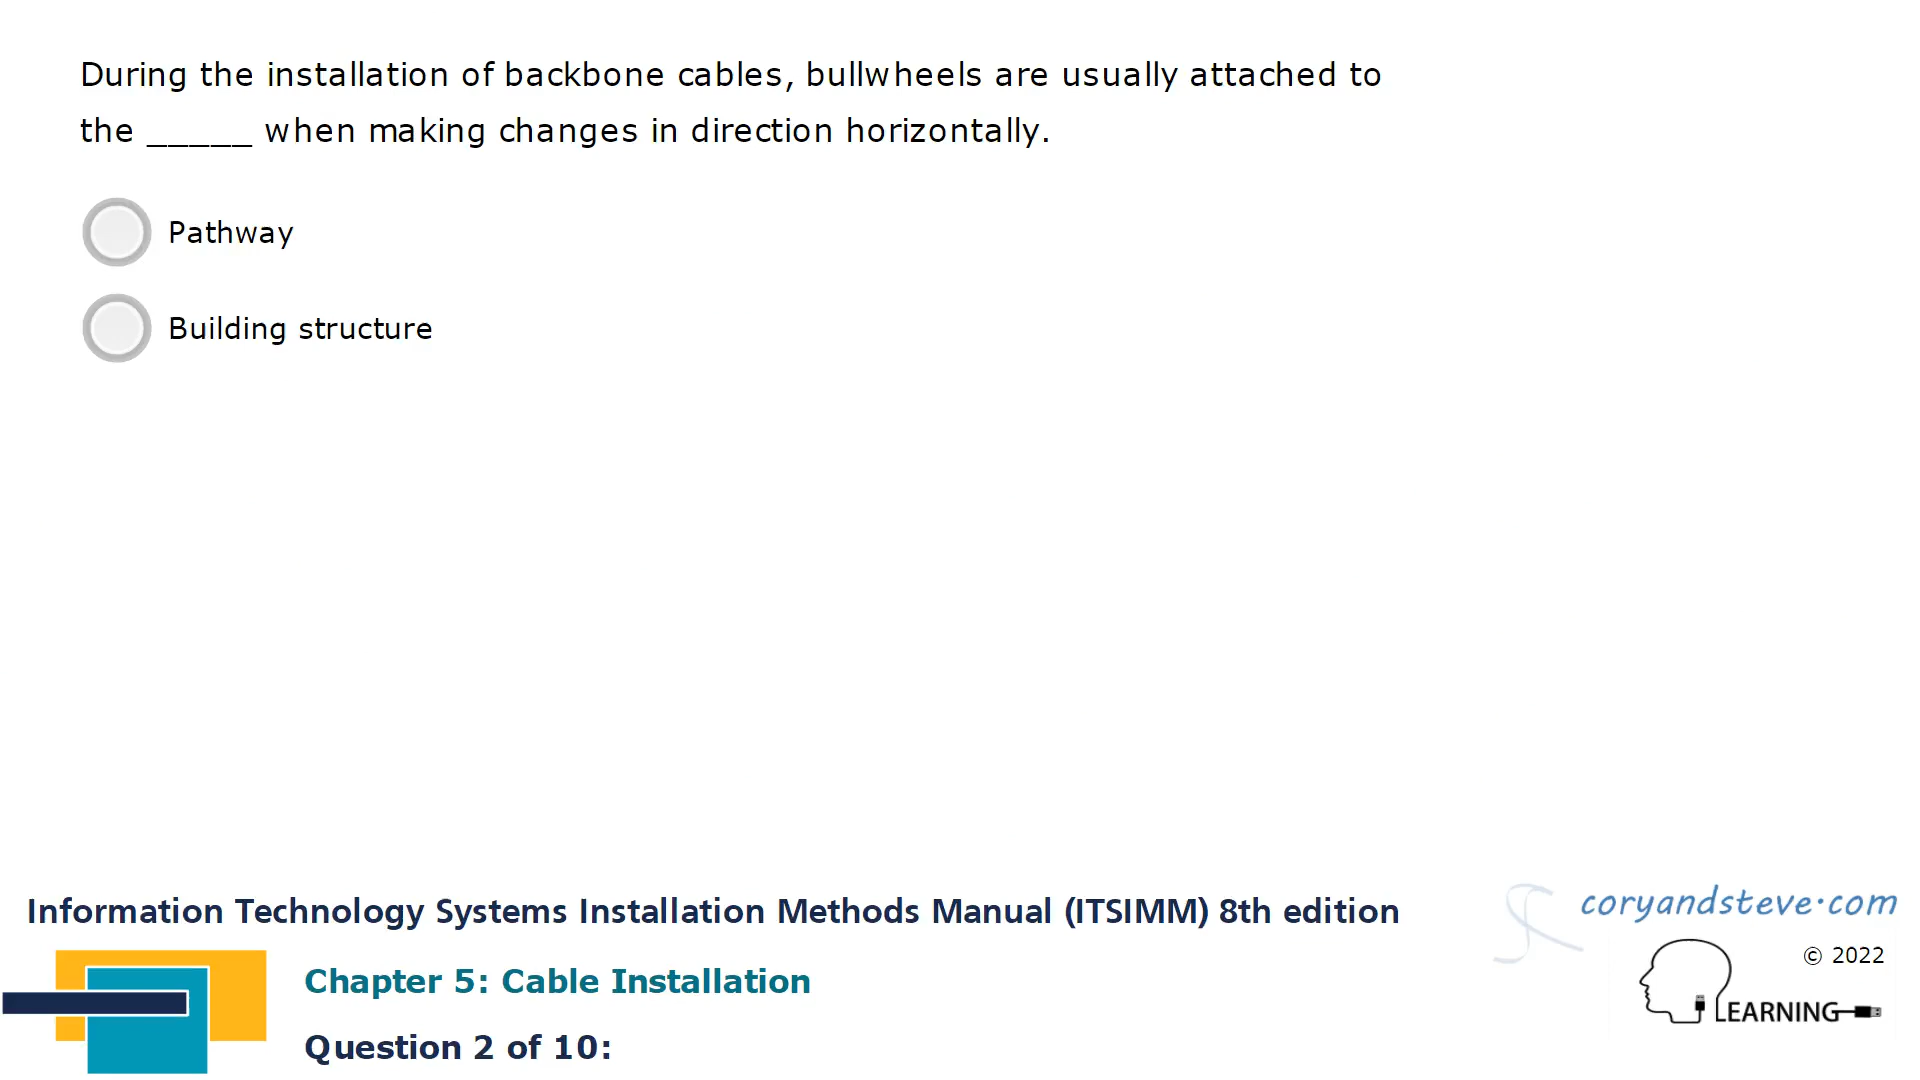 During the installation of backbone cables, bullwheels are usually attached to
the _____ when making changes in direction horizontally.
Pathway
Building structure
Information Technology Systems Installation Methods Manual (ITSIMM) 8th edition
coryandsteve·com
© 2022
Chapter 5: Cable Installation
LEARNING
Question 2 of 10: